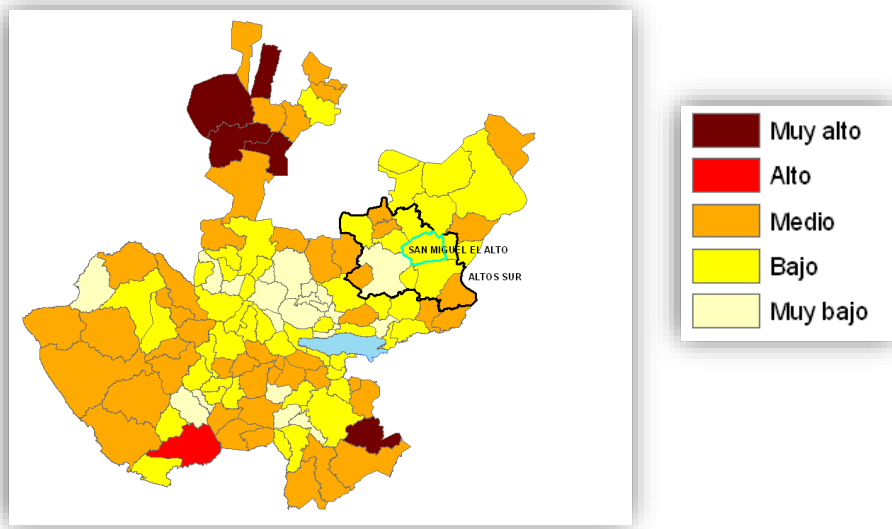 SAN MIGUEL EL ALTO
ALTOS SUR
Muy alto
Alto
Medio
Bajo
Muy bajo